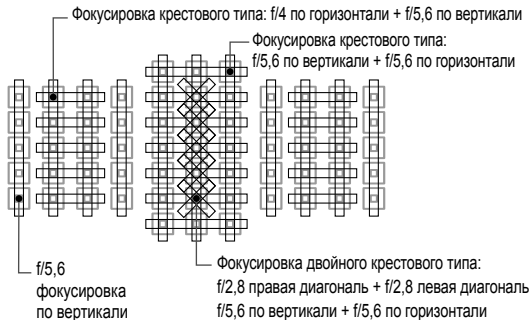 Фокусировка крестового типа: f/4 по горизонтали + f/5,6 по вертикали
Фокусировка крестового типа:
f/5,6 по вертикали + f/5,6 по горизонтали
f/5,6
фокусировка
по вертикали
Фокусировка двойного крестового типа:
f/2,8 правая диагональ + f/2,8 левая диагональ
f/5,6 по вертикали + f/5,6 по горизонтали